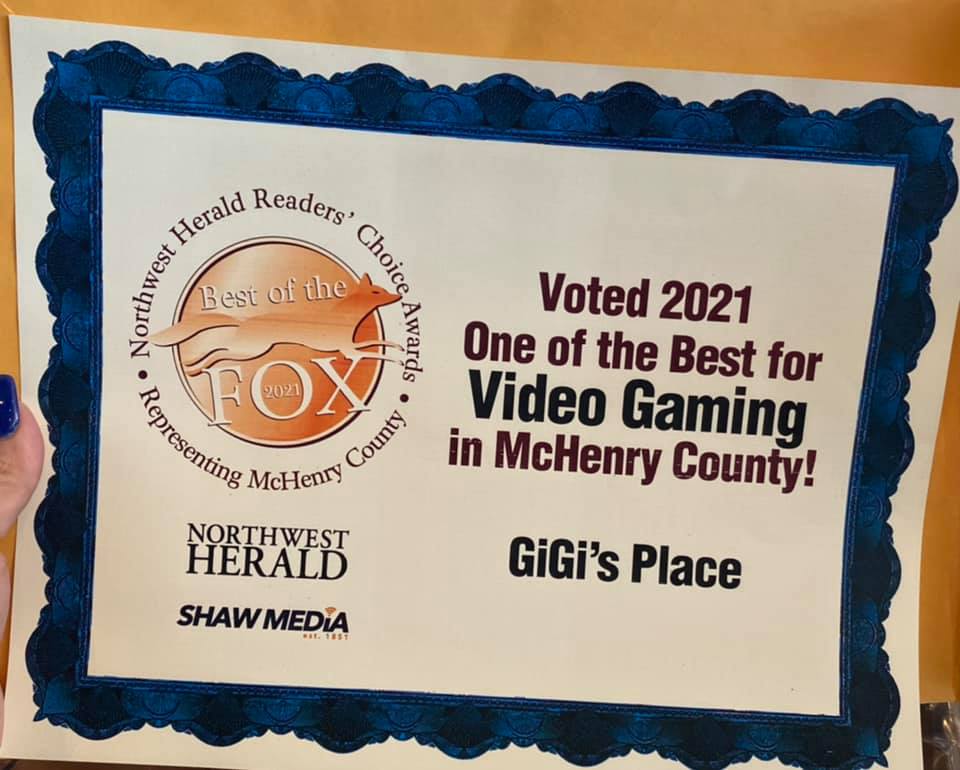 Northwest Herald Readers' Choice Awards
Best of the
FOX
2021
• Representing McHenry County •
NORTHWEST
HERALD
SHAW MEDIA
est. 1851
Voted 2021
One of the Best for
Video Gaming
in McHenry County!
GiGi's Place